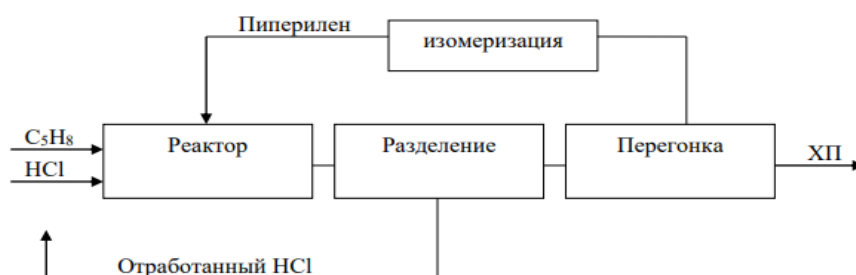 Пиперилен
изомеризация
C₅H₈
Реактор
Разделение
Перегонка
ХП
HCl
Отработанный HCl